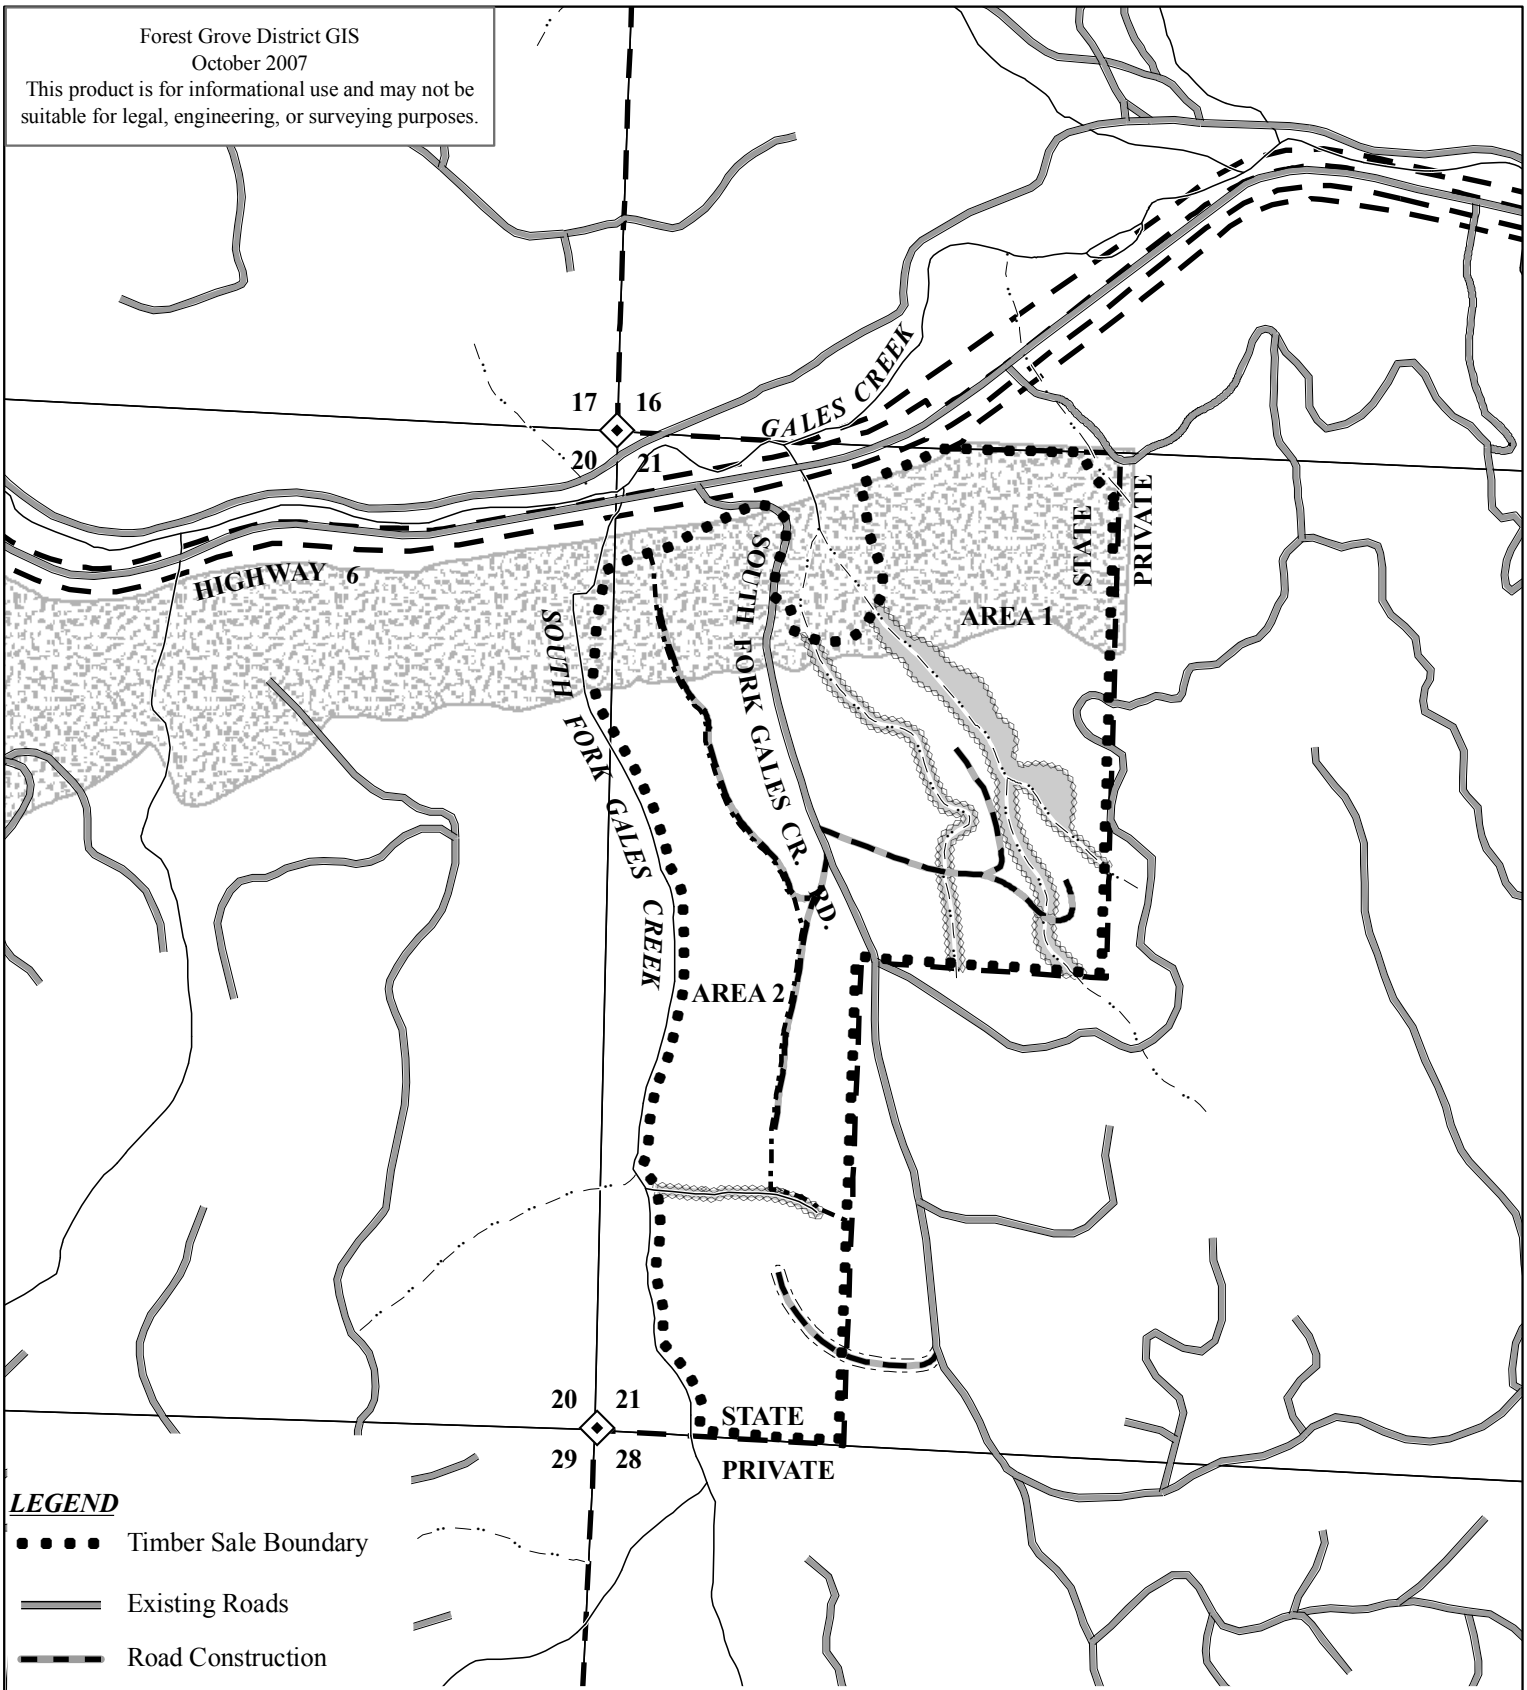 Forest Grove District GIS
October 2007
This product is for informational use and may not be
suitable for legal, engineering, or surveying purposes.
17 16
20 21
GALES CREEK
HIGHWAY 6
SOUTH FORK GALES CREEK
SOUTH FORK GALES CR. RD.
STATE
PRIVATE
AREA 1
AREA 2
20 21
29 28
STATE
PRIVATE
LEGEND
Timber Sale Boundary
Existing Roads
Road Construction